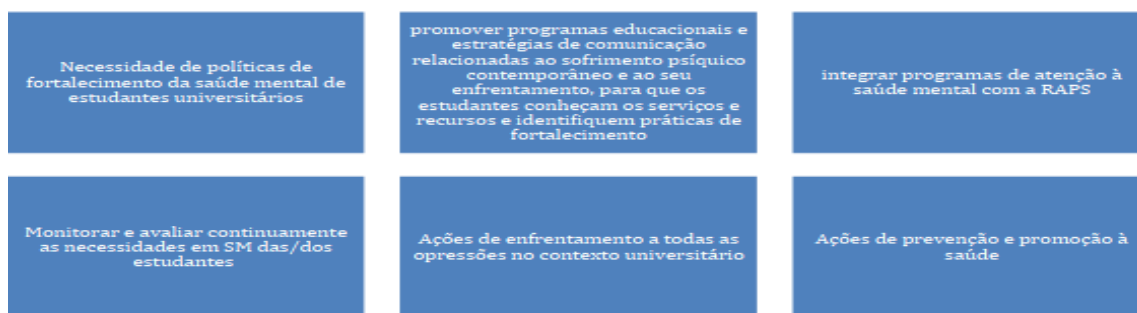 Necessidade de políticas de
fortalecimento da saúde mental de
estudantes universitários
promover programas educacionais e
estratégias de comunicação
relacionadas ao sofrimento psíquico
contemporâneo e ao seu
enfrentamento, para que os
estudantes conheçam os serviços e
recursos e identifiquem práticas de
fortalecimento
integrar programas de atenção à
saúde mental com a RAPS
Monitorar e avaliar continuamente
as necessidades em SM das/dos
estudantes
Ações de enfrentamento a todas as
opressões no contexto universitário
Ações de prevenção e promoção à
saúde